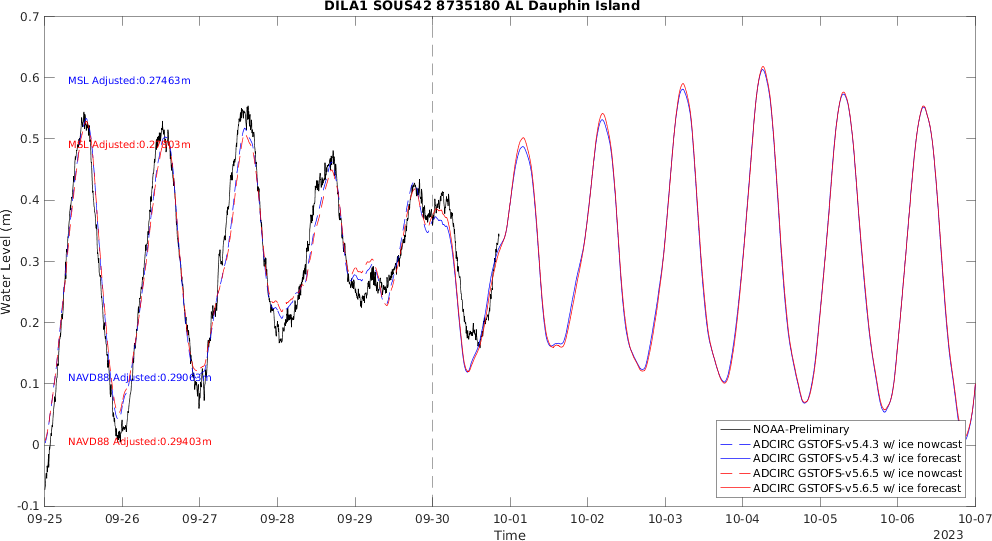 DILA1 SOUS42 8735180 AL Dauphin Island
0.7
0.6
0.5
0.4
0.3
0.2
0.1
0
-0.1
Water Level (m)
MSL Adjusted:0.27463m
MSL Adjusted:
NAVD88 Adjusted:0.29063m
NAVD88 Adjusted:0.29403m
NOAA-Preliminary
ADCIRC GSTOFS-v5.4.3 w/ ice nowcast
ADCIRC GSTOFS-v5.4.3 w/ ice forecast
ADCIRC GSTOFS-v5.6.5 w/ ice nowcast
ADCIRC GSTOFS-v5.6.5 w/ ice forecast
09-25 09-26 09-27 09-28 09-29 09-30 10-01 10-02 10-03 10-04 10-05 10-06 10-07
Time
2023